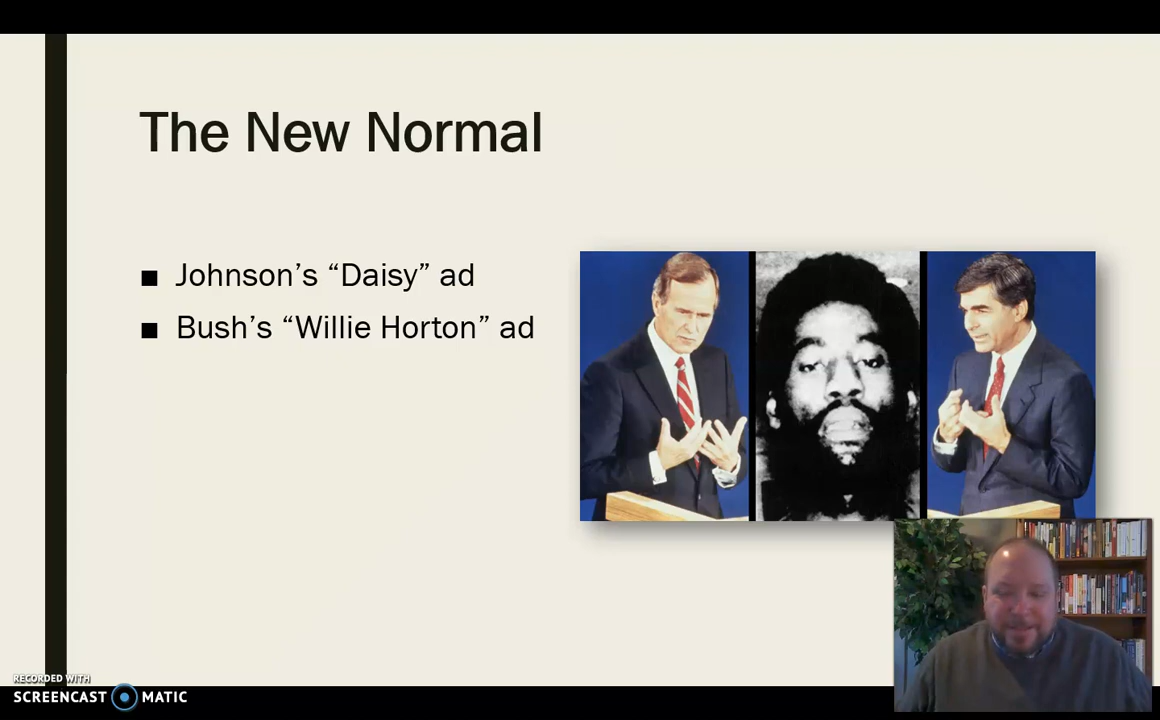 The New Normal
■ Johnson’s “Daisy” ad
■ Bush’s “Willie Horton” ad
RECORDED WITH
SCREENCAST MATIC